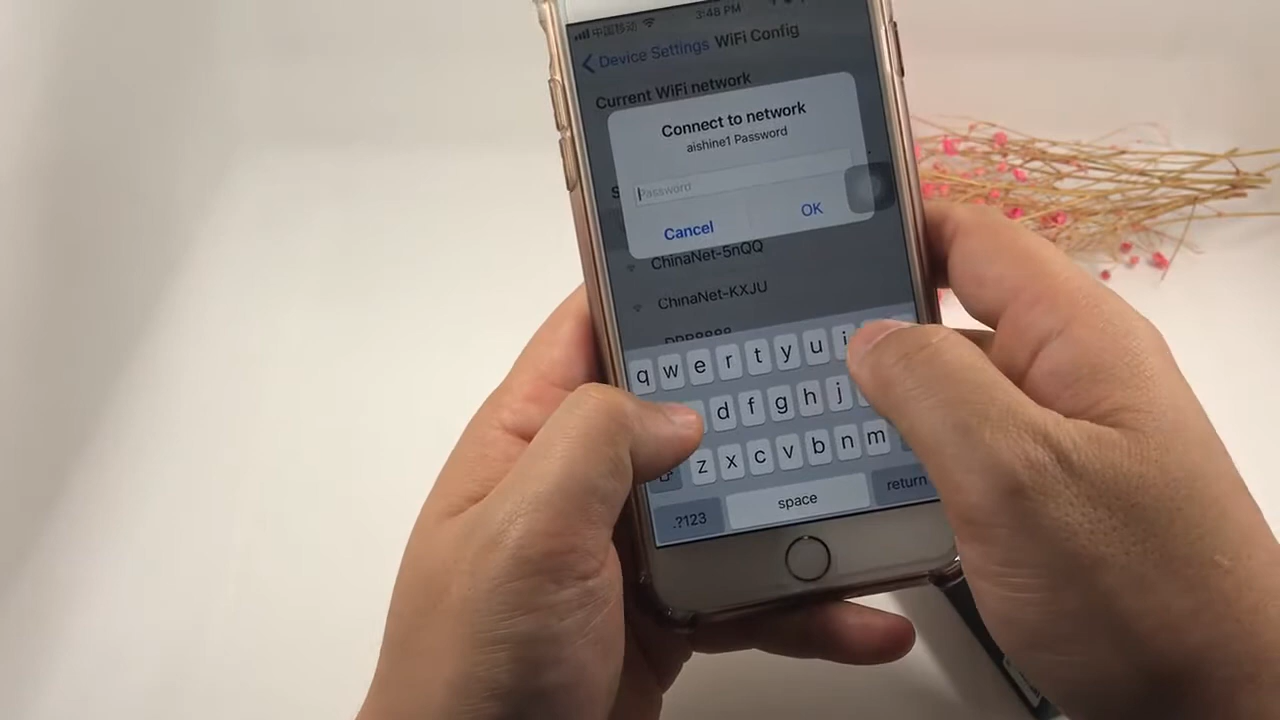 中国移动
3:48 PM
Device Settings WiFi Config
Current WiFi network
Connect to network
aishine1 Password
Password
Cancel
OK
ChinaNet-5nQQ
ChinaNet-KXJU
q w e r t y u i
d f g h j
z x c v b n m
.?123
space
return